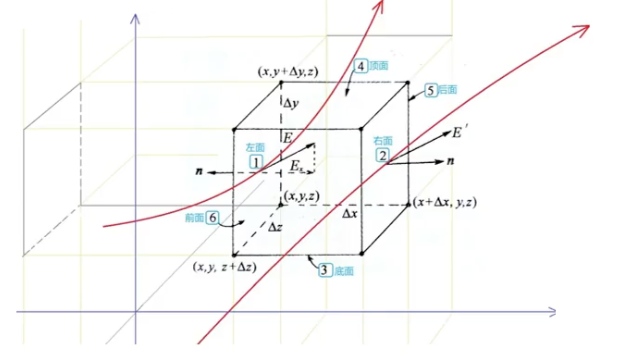 (x,y+Δy,z)
4 顶面
5 后面
Δy
左面
1
E
右面
2
E′
n
Eₓ
n
(x,y,z)
(x+Δx, y,z)
前面 6
Δz
Δx
(x,y, z+Δz)
3 底面